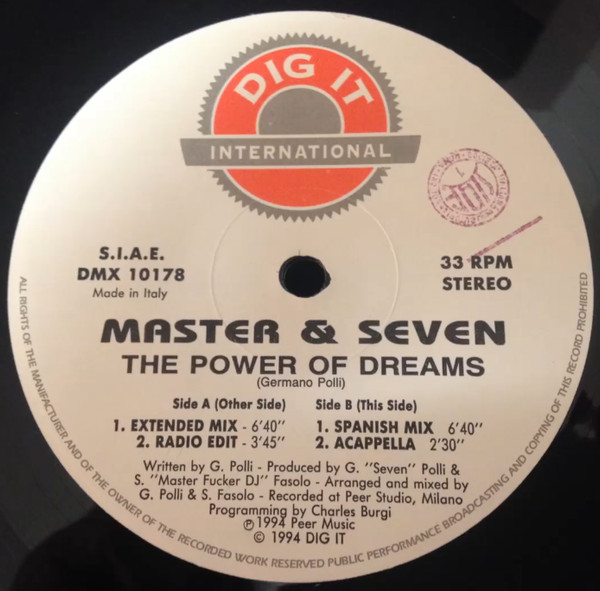 DIG IT
INTERNATIONAL
S.I.A.E.
DMX 10178
Made in Italy
33 RPM
STEREO
MASTER & SEVEN
THE POWER OF DREAMS
(Germano Polli)
Side A (Other Side)
1. EXTENDED MIX - 6'40"
2. RADIO EDIT - 3'45"
Side B (This Side)
1. SPANISH MIX 6'40"
2. ACAPPELLA 2'30"
Written by G. Polli - Produced by G. "Seven" Polli &
S. "Master Fucker DJ" Fasolo - Arranged and mixed by
G. Polli & S. Fasolo - Recorded at Peer Studio, Milano
Programming by Charles Burgi
℗ 1994 Peer Music
© 1994 DIG IT
ALL RIGHTS OF THE MANIFACTURER AND OF THE OWNER OF THE RECORDED WORK RESERVED PUBLIC PERFORMANCE BROADCASTING AND COPYING OF THIS RECORD PROHIBITED